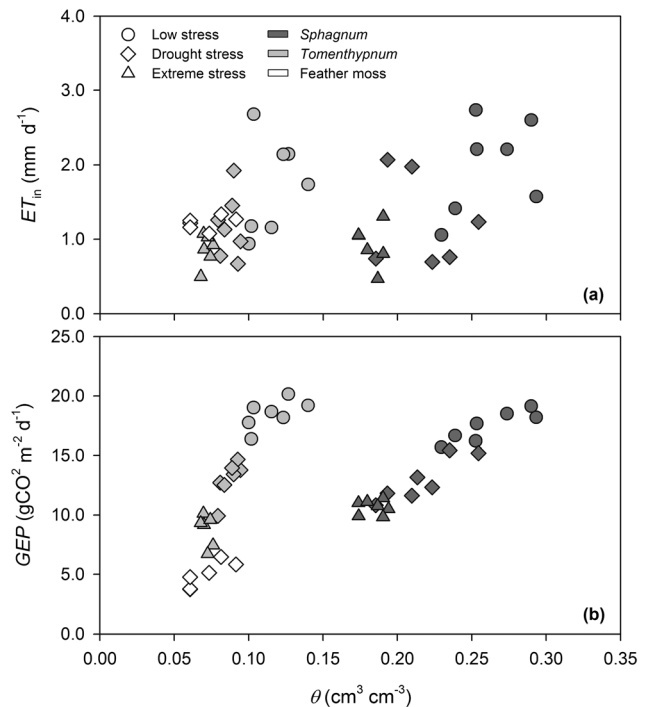 4.0
(a)
Low stress Sphagnum
Drought stress Tomenthypnum
Extreme stress Feather moss
3.0
2.0
1.0
0.0
ETin (mm d-1)
(a)
25.0
20.0
15.0
10.0
5.0
0.0
GEP (gCO2 m-2 d-1)
(b)
0.00 0.05 0.10 0.15 0.20 0.25 0.30 0.35
θ (cm3 cm-3)